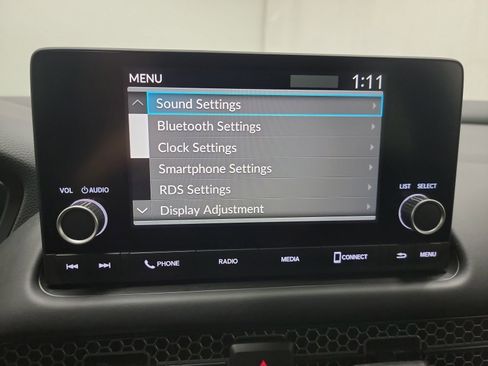 MENU 1:11
Sound Settings
Bluetooth Settings
Clock Settings
Smartphone Settings
RDS Settings
Display Adjustment
VOL AUDIO
LIST SELECT
PHONE RADIO MEDIA CONNECT MENU